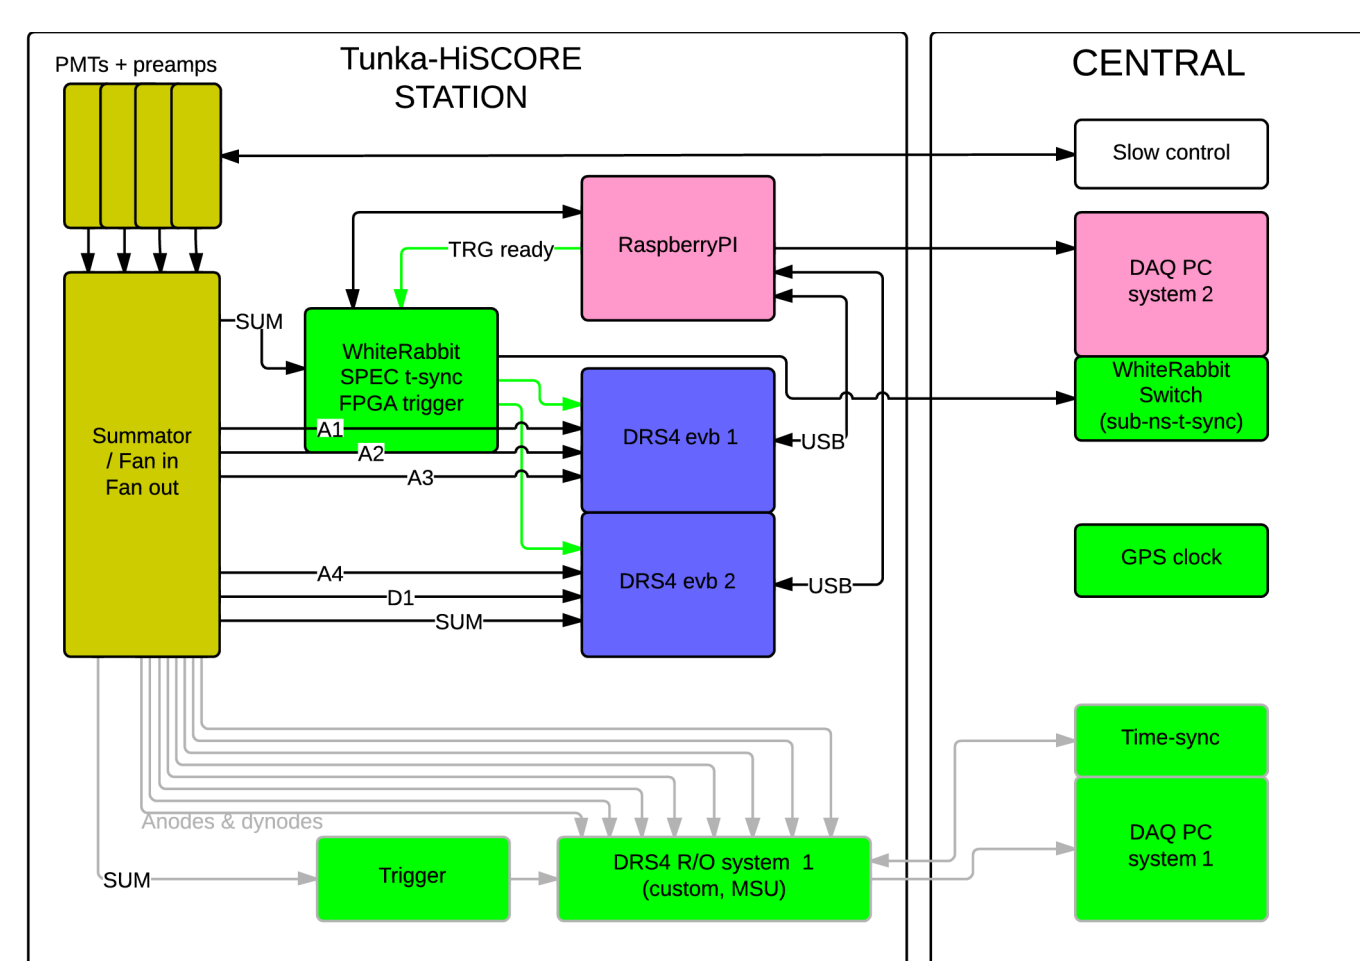 Tunka-HiSCORE
STATION
CENTRAL
PMTs + preamps
Slow control
RaspberryPI
TRG ready
DAQ PC
system 2
SUM
WhiteRabbit
SPEC t-sync
FPGA trigger
WhiteRabbit
Switch
(sub-ns-t-sync)
Summator
/ Fan in
Fan out
A1
A2
A3
DRS4 evb 1
USB
GPS clock
A4
D1
SUM
DRS4 evb 2
USB
Time-sync
Anodes & dynodes
SUM
Trigger
DRS4 R/O system 1
(custom, MSU)
DAQ PC
system 1